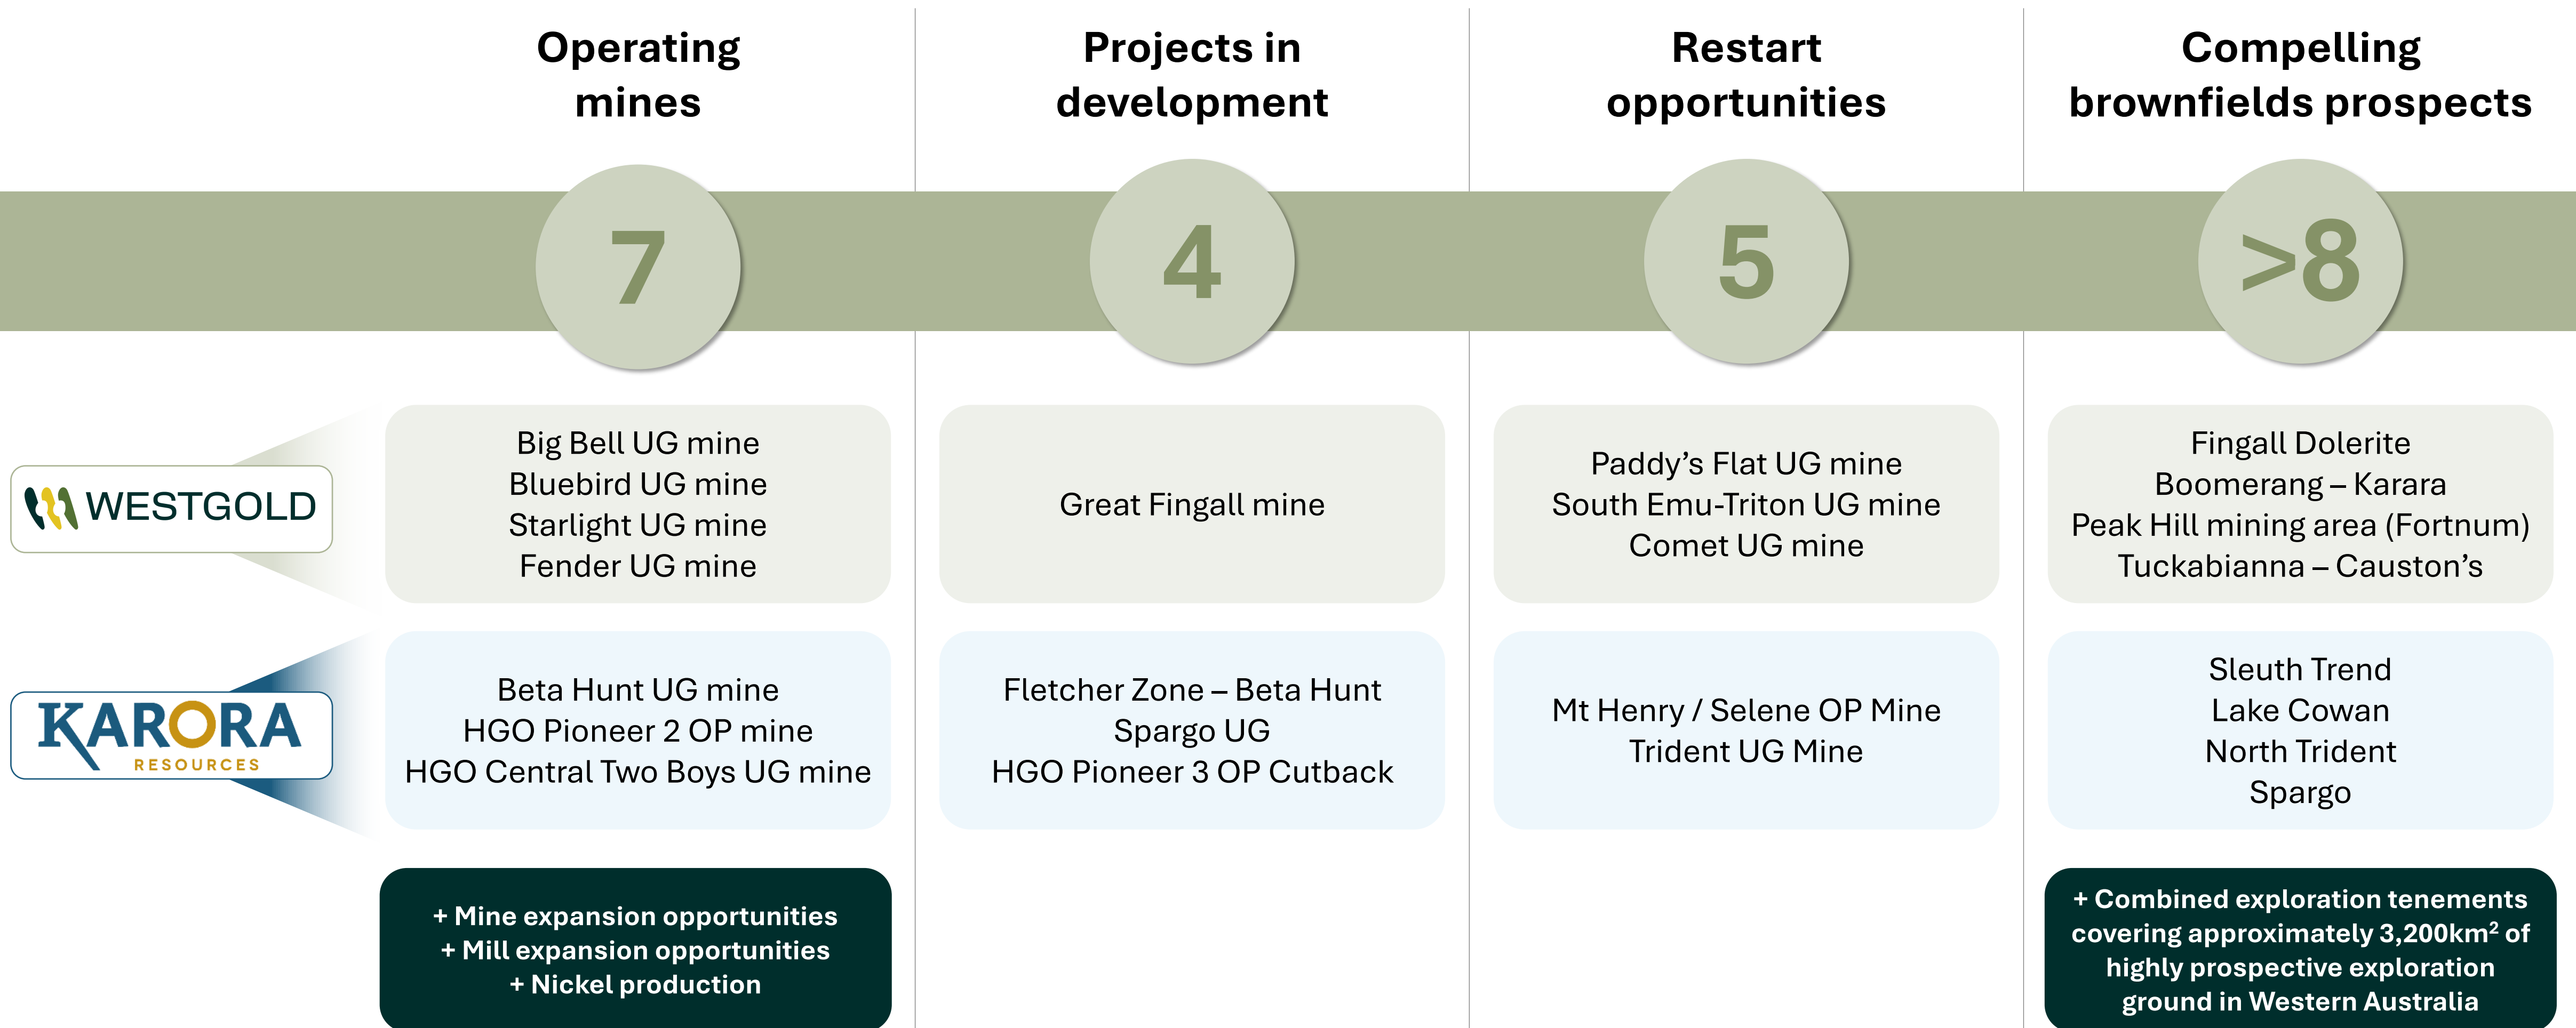 Operating
mines
Projects in
development
Restart
opportunities
Compelling
brownfields prospects
7
4
5
>8
WESTGOLD
Big Bell UG mine
Bluebird UG mine
Starlight UG mine
Fender UG mine
Great Fingall mine
Paddy’s Flat UG mine
South Emu-Triton UG mine
Comet UG mine
Fingall Dolerite
Boomerang – Karara
Peak Hill mining area (Fortnum)
Tuckabianna – Causton’s
KARORA
RESOURCES
Beta Hunt UG mine
HGO Pioneer 2 OP mine
HGO Central Two Boys UG mine
Fletcher Zone – Beta Hunt
Spargo UG
HGO Pioneer 3 OP Cutback
Mt Henry / Selene OP Mine
Trident UG Mine
Sleuth Trend
Lake Cowan
North Trident
Spargo
+ Mine expansion opportunities
+ Mill expansion opportunities
+ Nickel production
+ Combined exploration tenements
covering approximately 3,200km² of
highly prospective exploration
ground in Western Australia